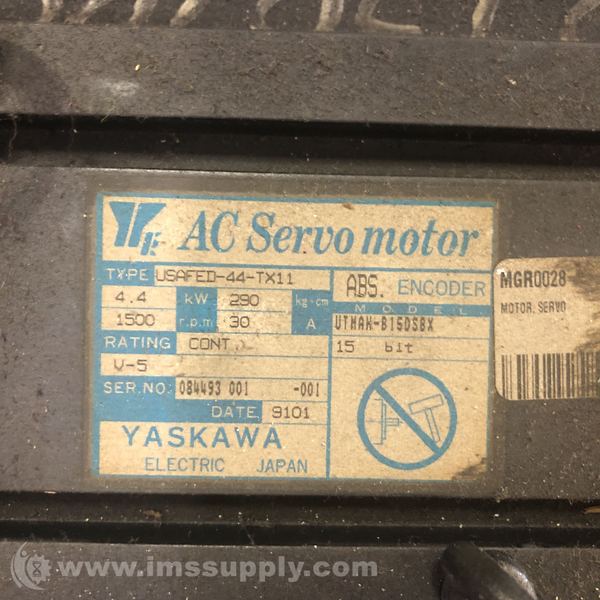 AC Servo motor
TYPE USAFED-44-TX11
4.4 kW 290 kg·cm
1500 r.p.m 30 A
RATING CONT.
V-5
SER.NO. 084493 001 -001
DATE 9101
YASKAWA
ELECTRIC JAPAN
ABS. ENCODER
MODEL
UTMAH-B15DSBX
15 bit
MGR0028
MOTOR, SERVO
www.imssupply.com